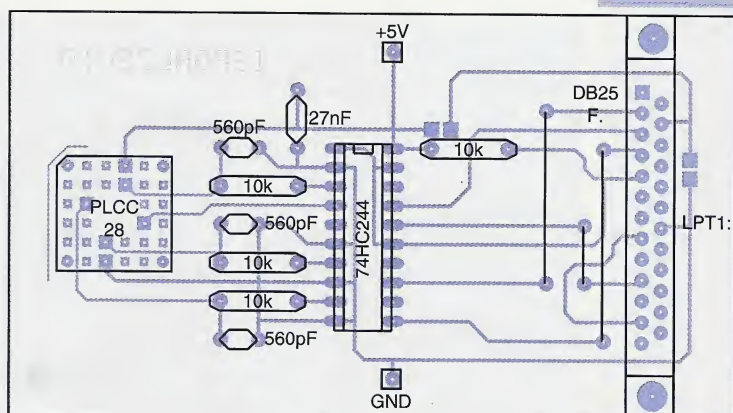 +5V
DB25
F:
27nF
560pF
10k
10k
PLCC
28
560pF
74HC244
LPT1:
10k
10k
560pF
GND